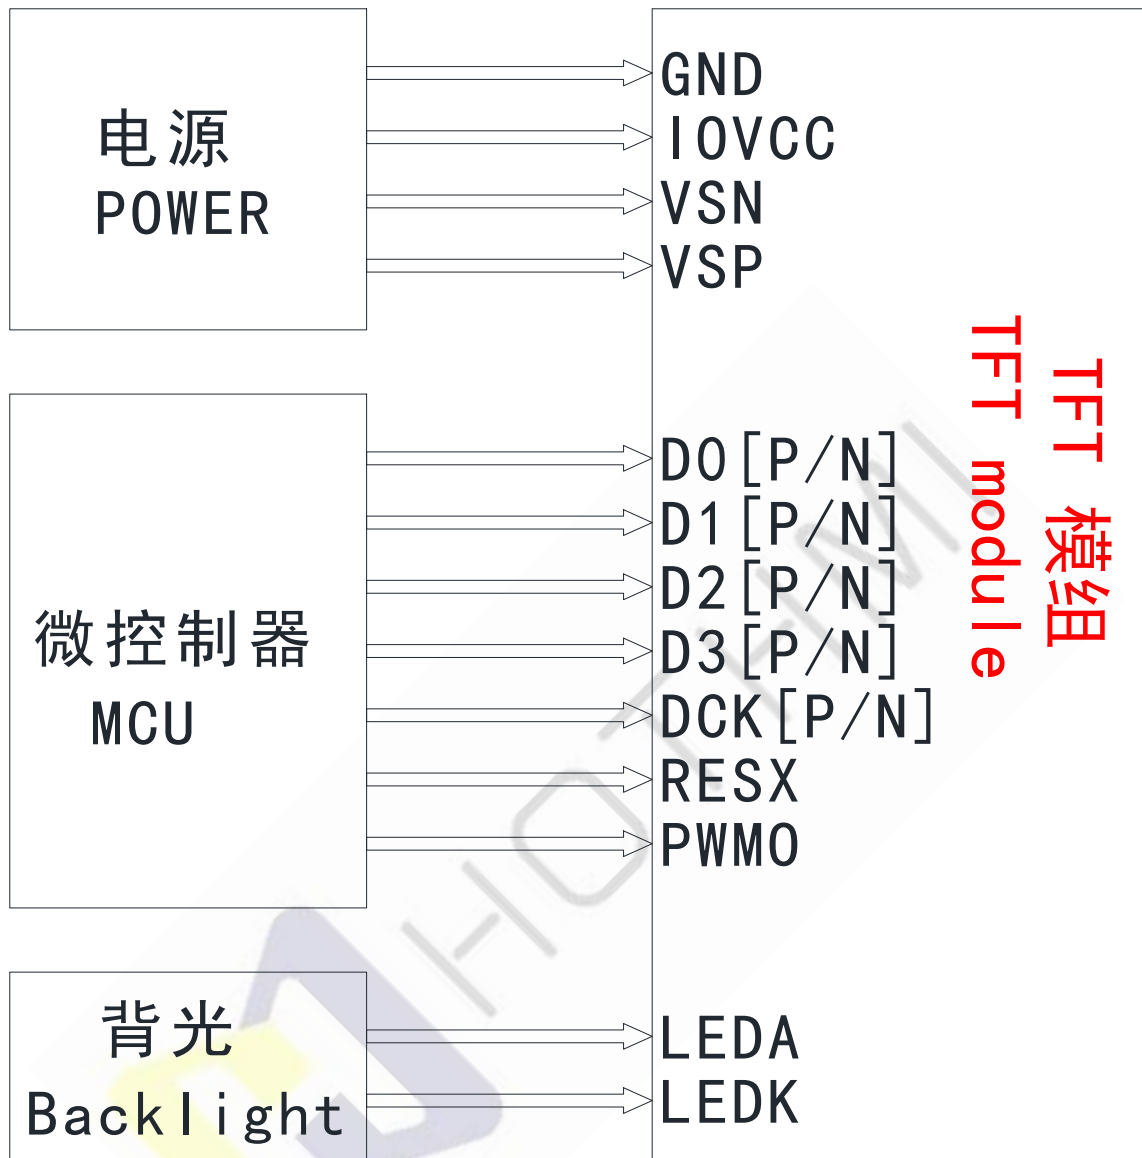 电源
POWER
GND
IOVCC
VSN
VSP
微控制器
MCU
D0[P/N]
D1[P/N]
D2[P/N]
D3[P/N]
DCK[P/N]
RESX
PWMO
背光
Backlight
LEDA
LEDK
TFT 模组
TFT module
HOTHMI